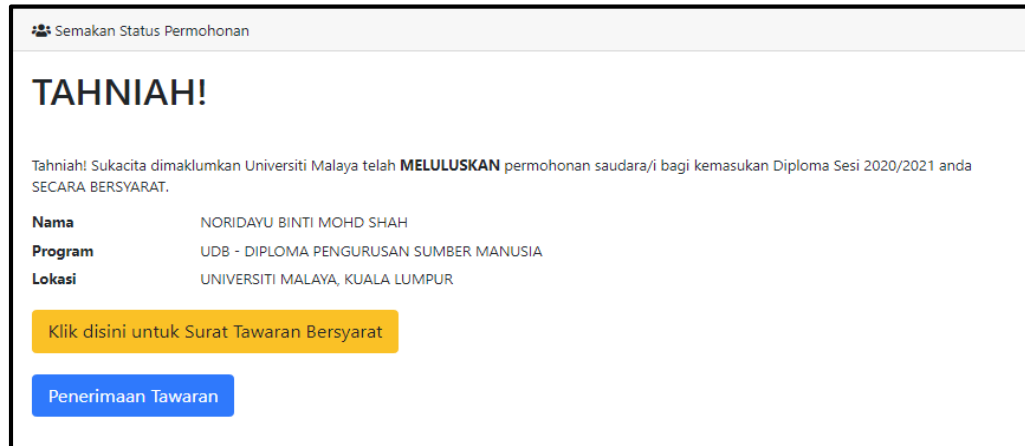 Semakan Status Permohonan
TAHNIAH!
Tahniah! Sukacita dimaklumkan Universiti Malaya telah MELULUSKAN permohonan saudara/i bagi kemasukan Diploma Sesi 2020/2021 anda
SECARA BERSYARAT.
Nama NORIDAYU BINTI MOHD SHAH
Program UDB - DIPLOMA PENGURUSAN SUMBER MANUSIA
Lokasi UNIVERSITI MALAYA, KUALA LUMPUR
Klik disini untuk Surat Tawaran Bersyarat
Penerimaan Tawaran